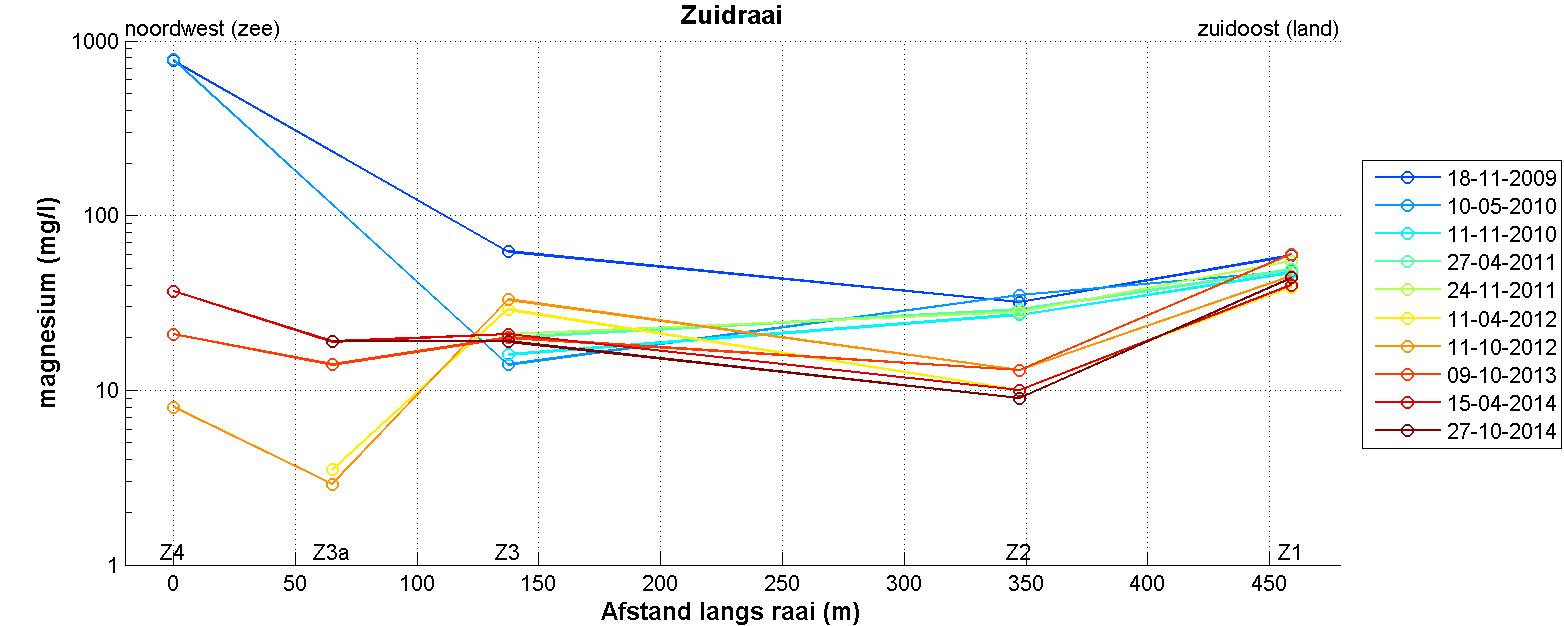 Zuidraai
noordwest (zee)
zuidoost (land)
1000
100
10
1
magnesium (mg/l)
Z4
Z3a
Z3
Z2
Z1
0
50
100
150
200
250
300
350
400
450
Afstand langs raai (m)
18-11-2009
10-05-2010
11-11-2010
27-04-2011
24-11-2011
11-04-2012
11-10-2012
09-10-2013
15-04-2014
27-10-2014